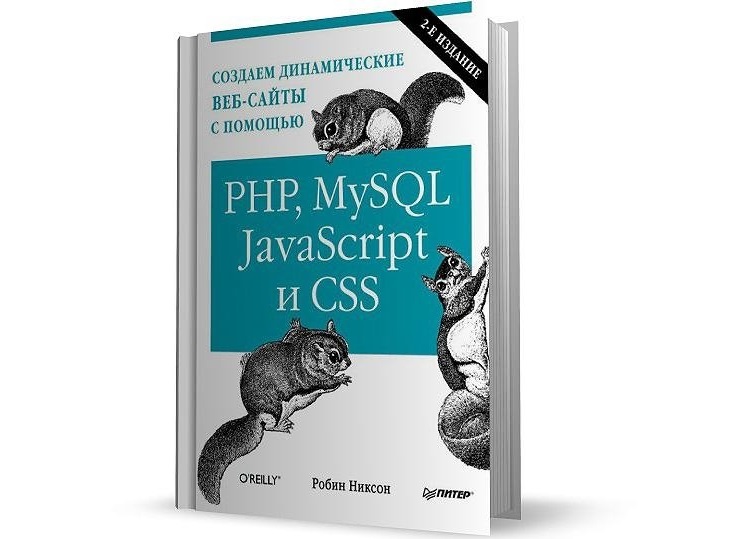 2-Е ИЗДАНИЕ
СОЗДАЕМ ДИНАМИЧЕСКИЕ
ВЕБ-САЙТЫ
С ПОМОЩЬЮ
PHP, MySQL
JavaScript
и CSS
O'REILLY®
Робин Никсон
ПИТЕР®